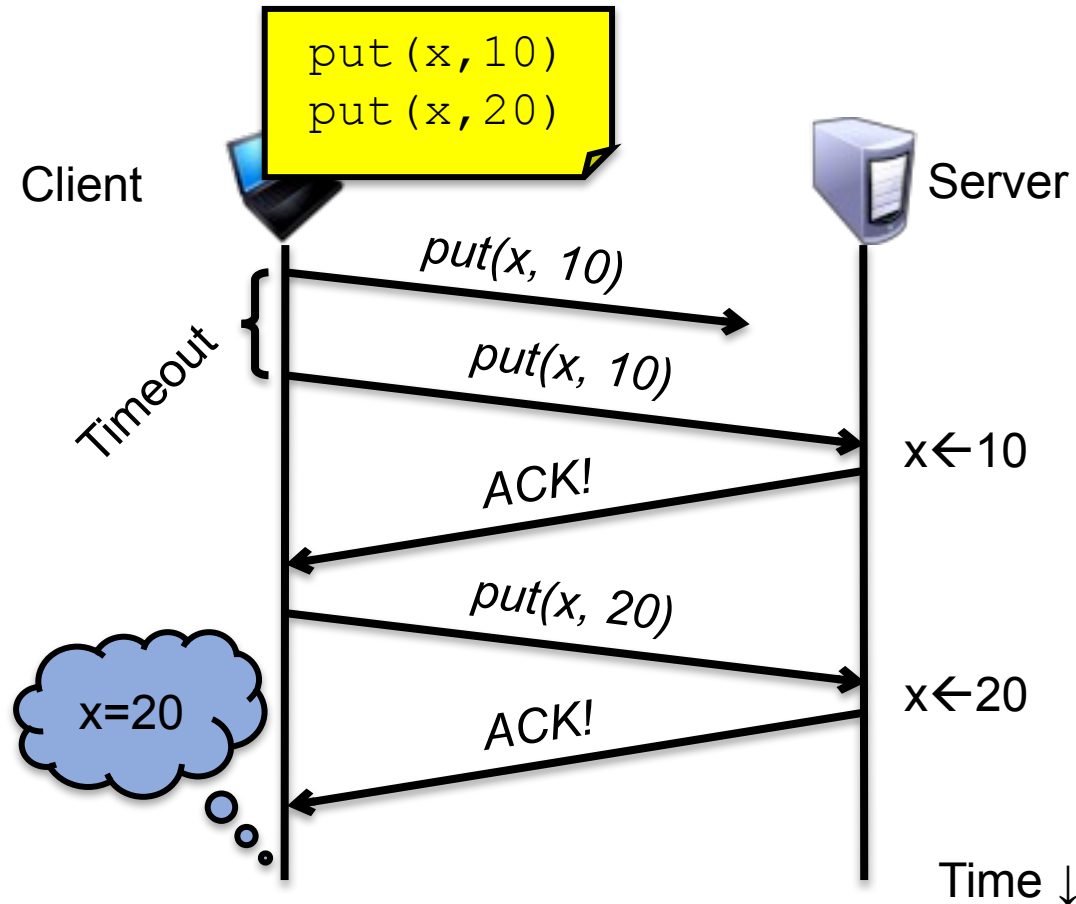 put(x,10)
put(x,20)
Client
Server
put(x, 10)
Timeout
put(x, 10)
x←10
ACK!
put(x, 20)
x=20
x←20
ACK!
Time ↓